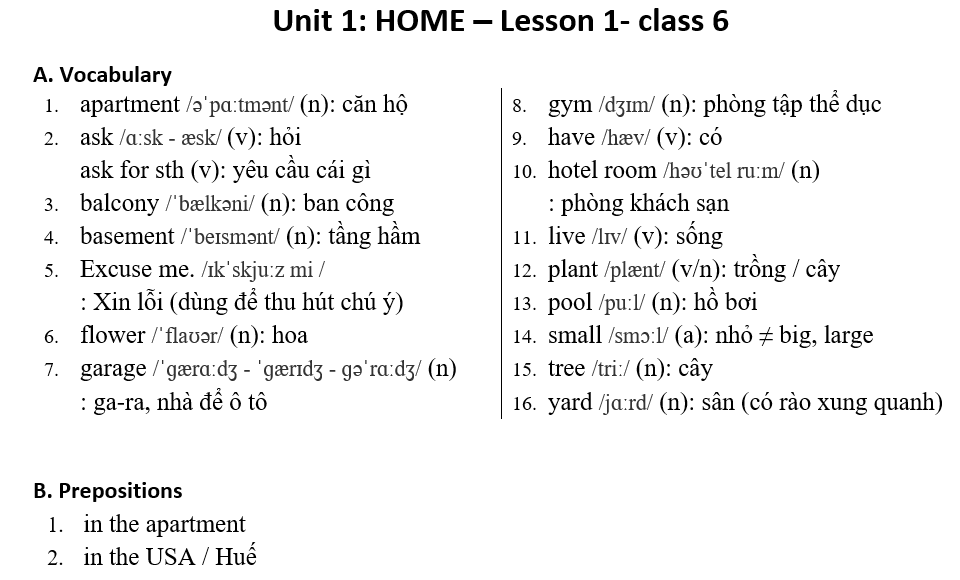 Unit 1: HOME – Lesson 1- class 6
A. Vocabulary
1. apartment /əˈpɑːtmənt/ (n): căn hộ
2. ask /ɑːsk - æsk/ (v): hỏi
ask for sth (v): yêu cầu cái gì
3. balcony /ˈbælkəni/ (n): ban công
4. basement /ˈbeɪsmənt/ (n): tầng hầm
5. Excuse me. /ɪkˈskjuːz mi /
: Xin lỗi (dùng để thu hút chú ý)
6. flower /ˈflaʊər/ (n): hoa
7. garage /ˈɡærɑːdʒ - ˈɡærɪdʒ - ɡəˈrɑːdʒ/ (n)
: ga-ra, nhà để ô tô
8. gym /dʒɪm/ (n): phòng tập thể dục
9. have /hæv/ (v): có
10. hotel room /həʊˈtel ruːm/ (n)
: phòng khách sạn
11. live /lɪv/ (v): sống
12. plant /plænt/ (v/n): trồng / cây
13. pool /puːl/ (n): hồ bơi
14. small /smɔːl/ (a): nhỏ ≠ big, large
15. tree /triː/ (n): cây
16. yard /jɑːrd/ (n): sân (có rào xung quanh)
B. Prepositions
1. in the apartment
2. in the USA / Huế